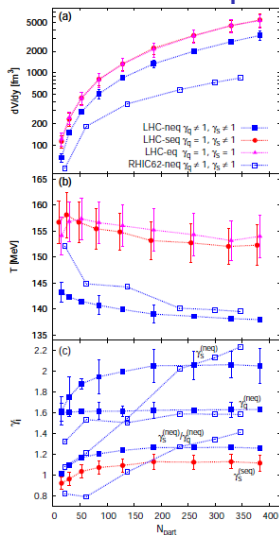 (a)
dV/dy [fm³]
5000
2000
1000
500
200
100
LHC-neq γq ≠ 1, γs ≠ 1
LHC-seq γq = 1, γs ≠ 1
LHC-eq γq = 1, γs = 1
RHIC62-neq γq ≠ 1, γs ≠ 1
(b)
T [MeV]
165
160
155
150
145
140
135
(c)
γi
2.2
2
1.8
1.6
1.4
1.2
1
0.8
γs(neq)
γq(neq)
γs(neq)/γq(neq)
γs(seq)
0 50 100 150 200 250 300 350 400
Npart